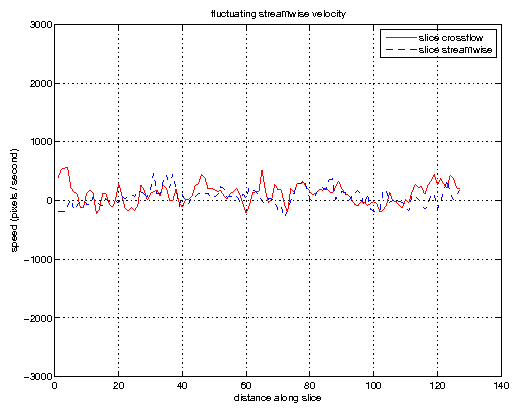 fluctuating streamwise velocity
3000
2000
1000
0
-1000
-2000
-3000
speed (pixels / second)
slice crossflow
slice streamwise
0 20 40 60 80 100 120 140
distance along slice